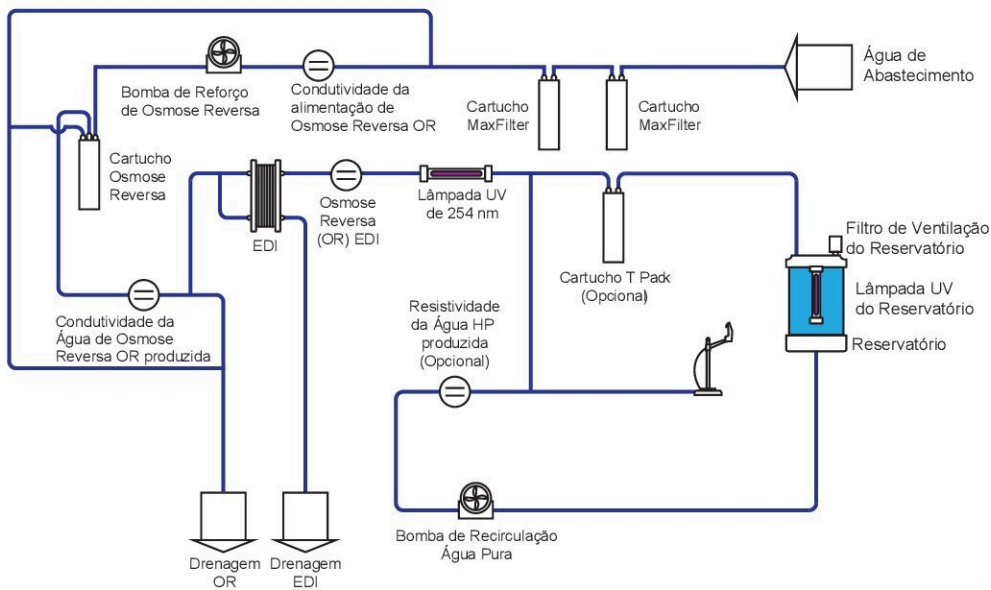 Água de
Abastecimento
Bomba de Reforço
de Osmose Reversa
Condutividade da
alimentação de
Osmose Reversa OR
Cartucho
MaxFilter
Cartucho
MaxFilter
Cartucho
Osmose
Reversa
EDI
Osmose
Reversa
(OR) EDI
Lâmpada UV
de 254 nm
Cartucho T Pack
(Opcional)
Filtro de Ventilação
do Reservatório
Lâmpada UV
do Reservatório
Reservatório
Condutividade da
Água de Osmose
Reversa OR produzida
Resistividade
da Água HP
produzida
(Opcional)
Bomba de Recirculação
Água Pura
Drenagem
OR
Drenagem
EDI